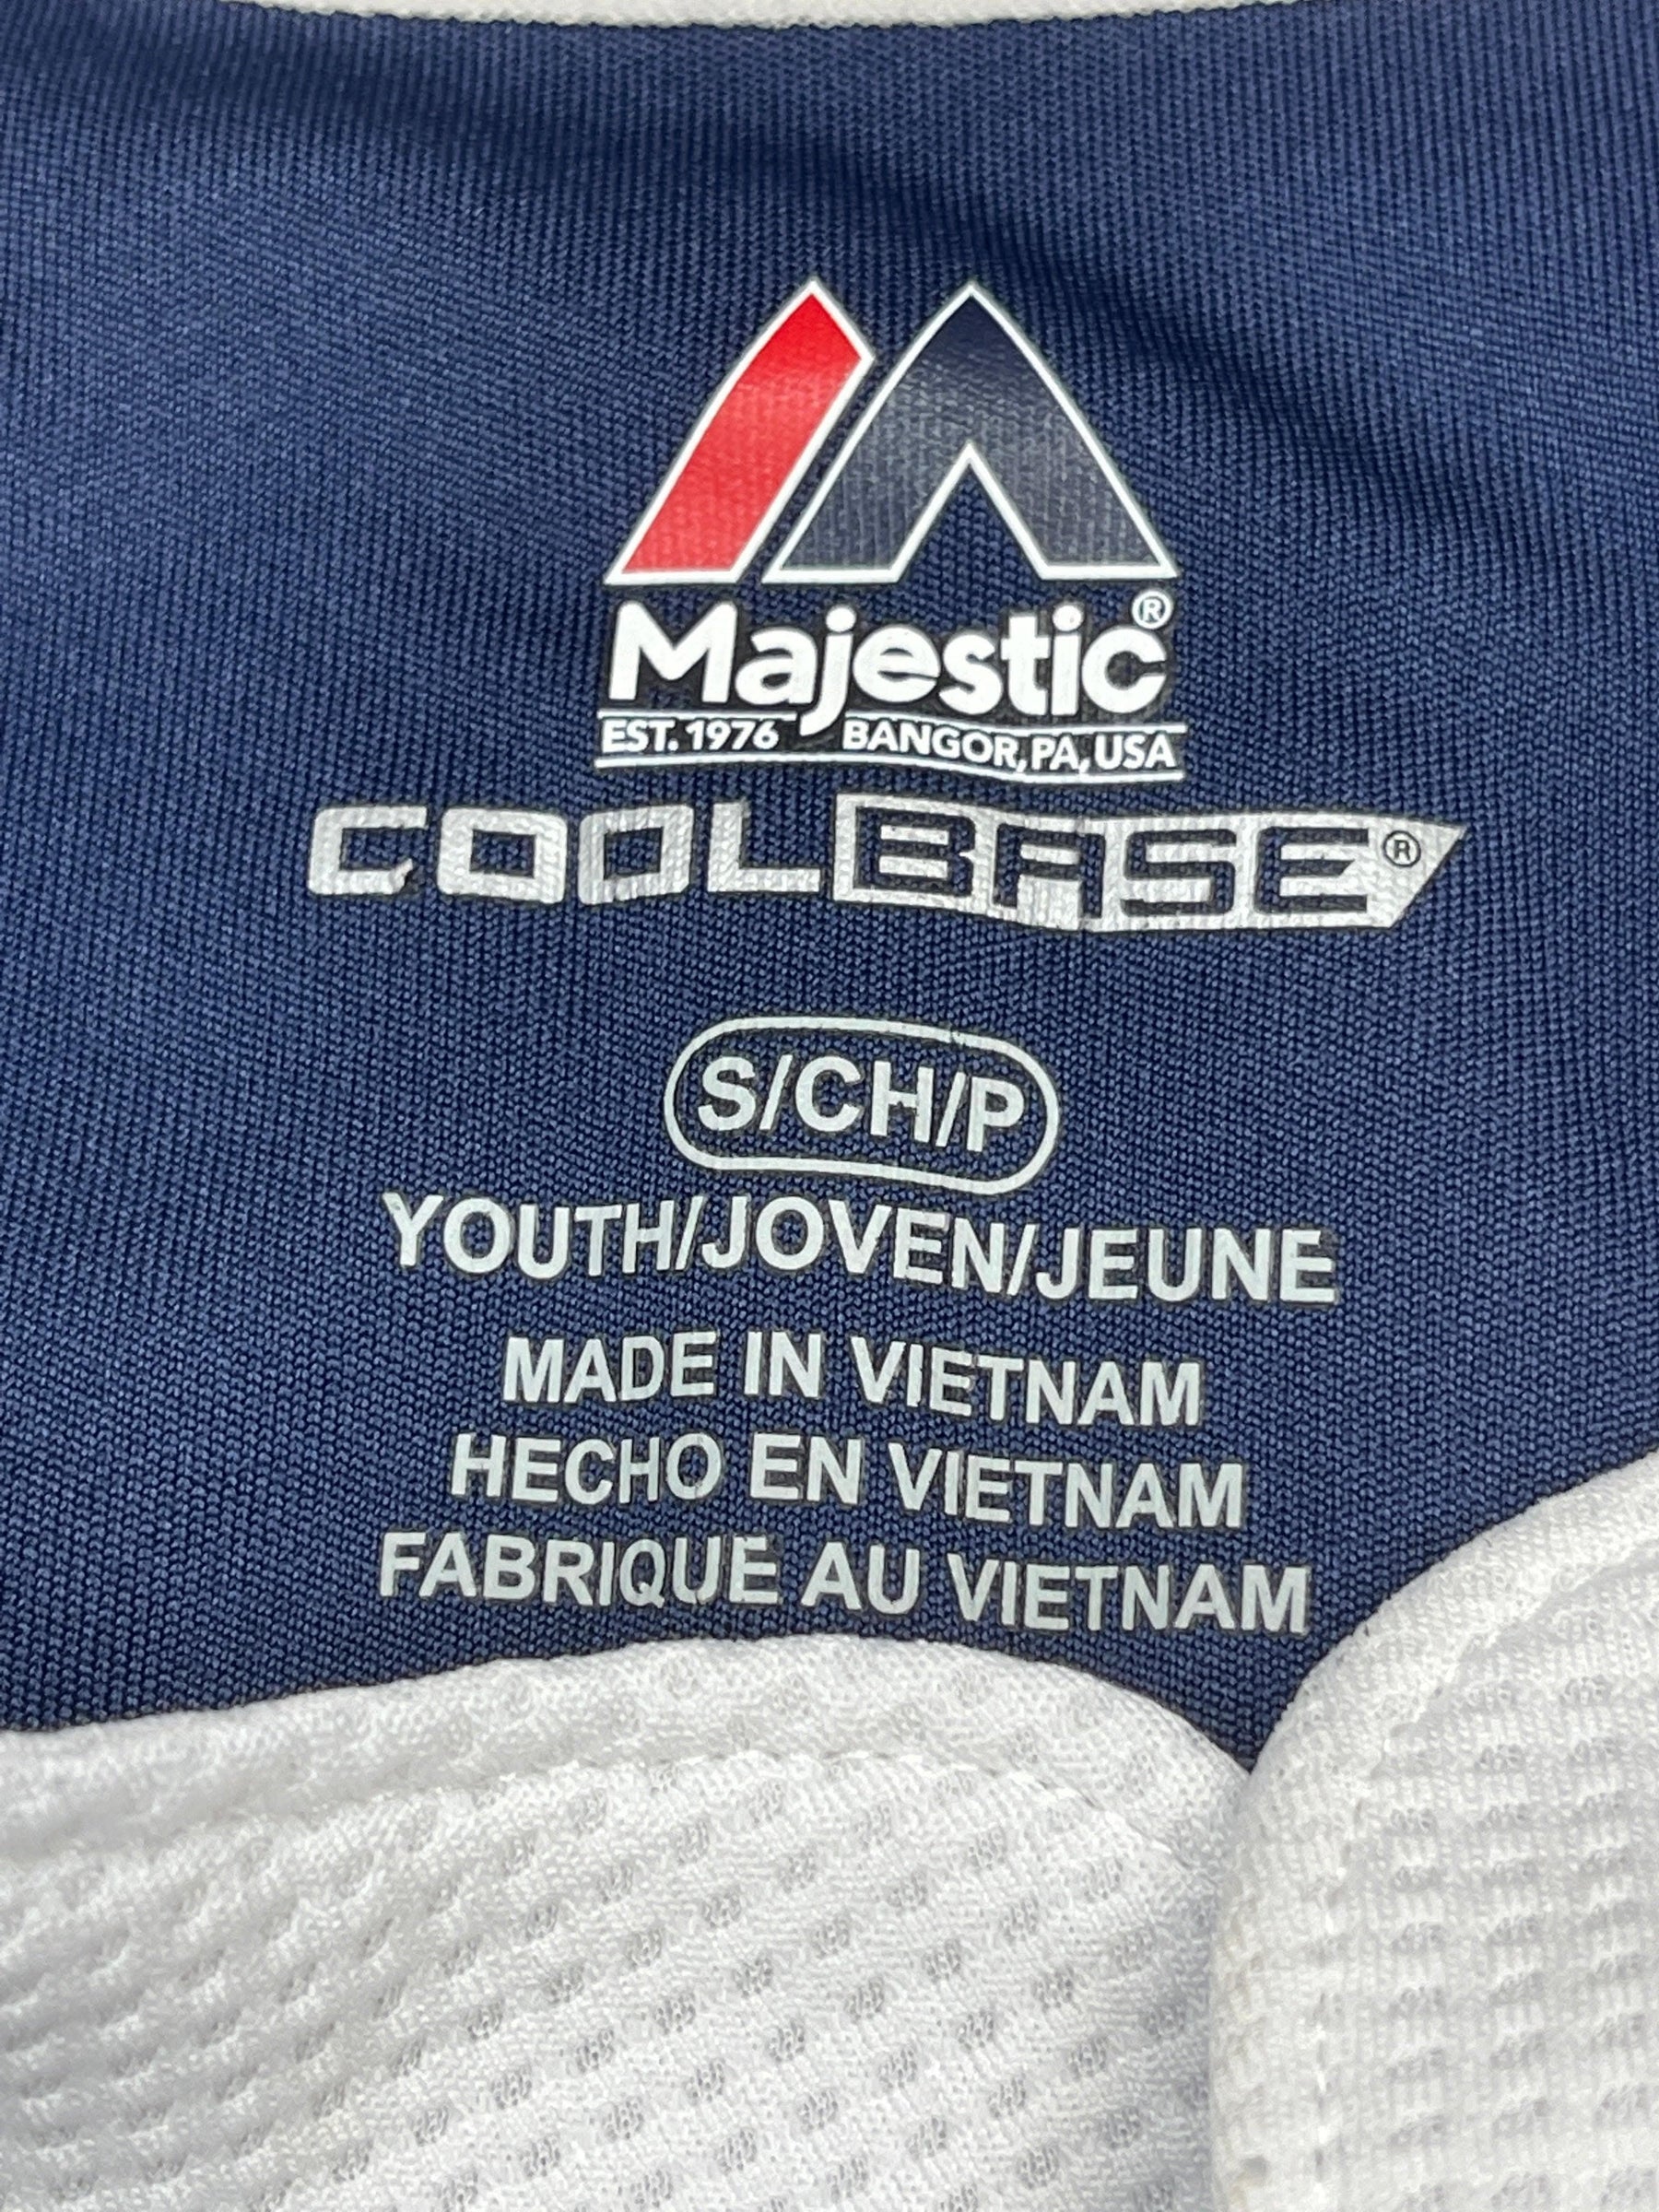 Majestic®
EST. 1976 BANGOR, PA, USA
COOLBASE®
S/CH/P
YOUTH/JOVEN/JEUNE
MADE IN VIETNAM
HECHO EN VIETNAM
FABRIQUE AU VIETNAM